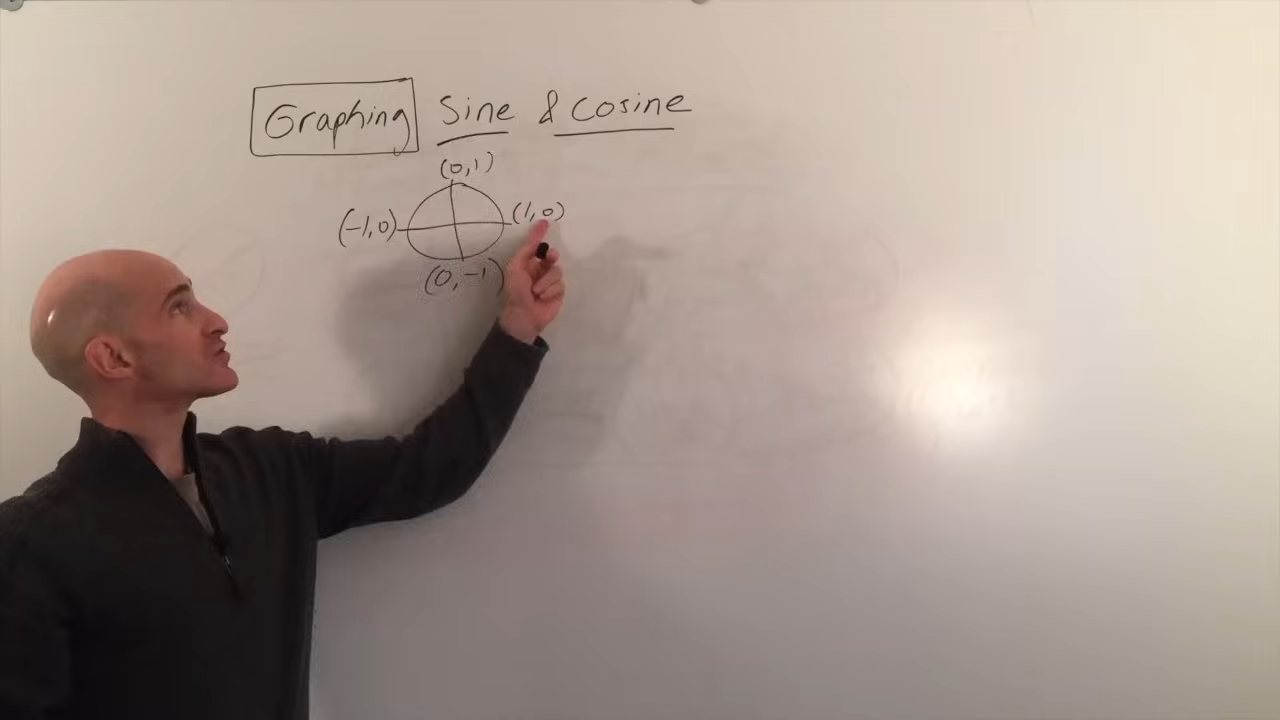 Graphing Sine & cosine
(0,1)
(-1,0) (1,0)
(0,-1)